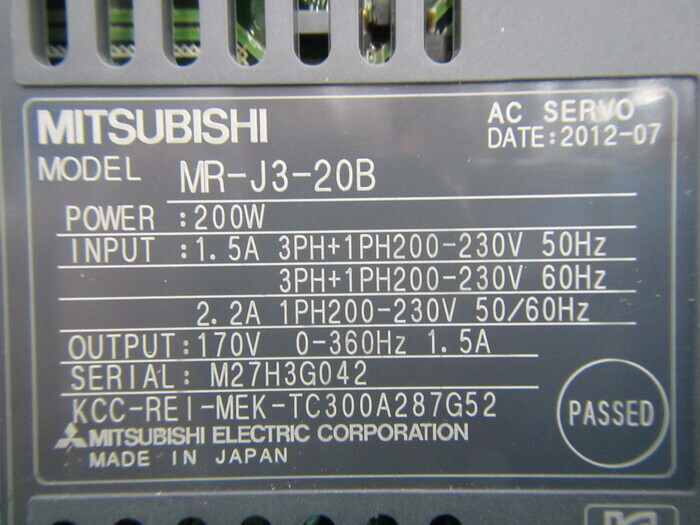 MITSUBISHI
AC SERVO
DATE:2012-07
MODEL MR-J3-20B
POWER :200W
INPUT :1.5A 3PH+1PH200-230V 50Hz
3PH+1PH200-230V 60Hz
2.2A 1PH200-230V 50/60Hz
OUTPUT:170V 0-360Hz 1.5A
SERIAL: M27H3G042
KCC-REI-MEK-TC300A287G52
PASSED
MITSUBISHI ELECTRIC CORPORATION
MADE IN JAPAN